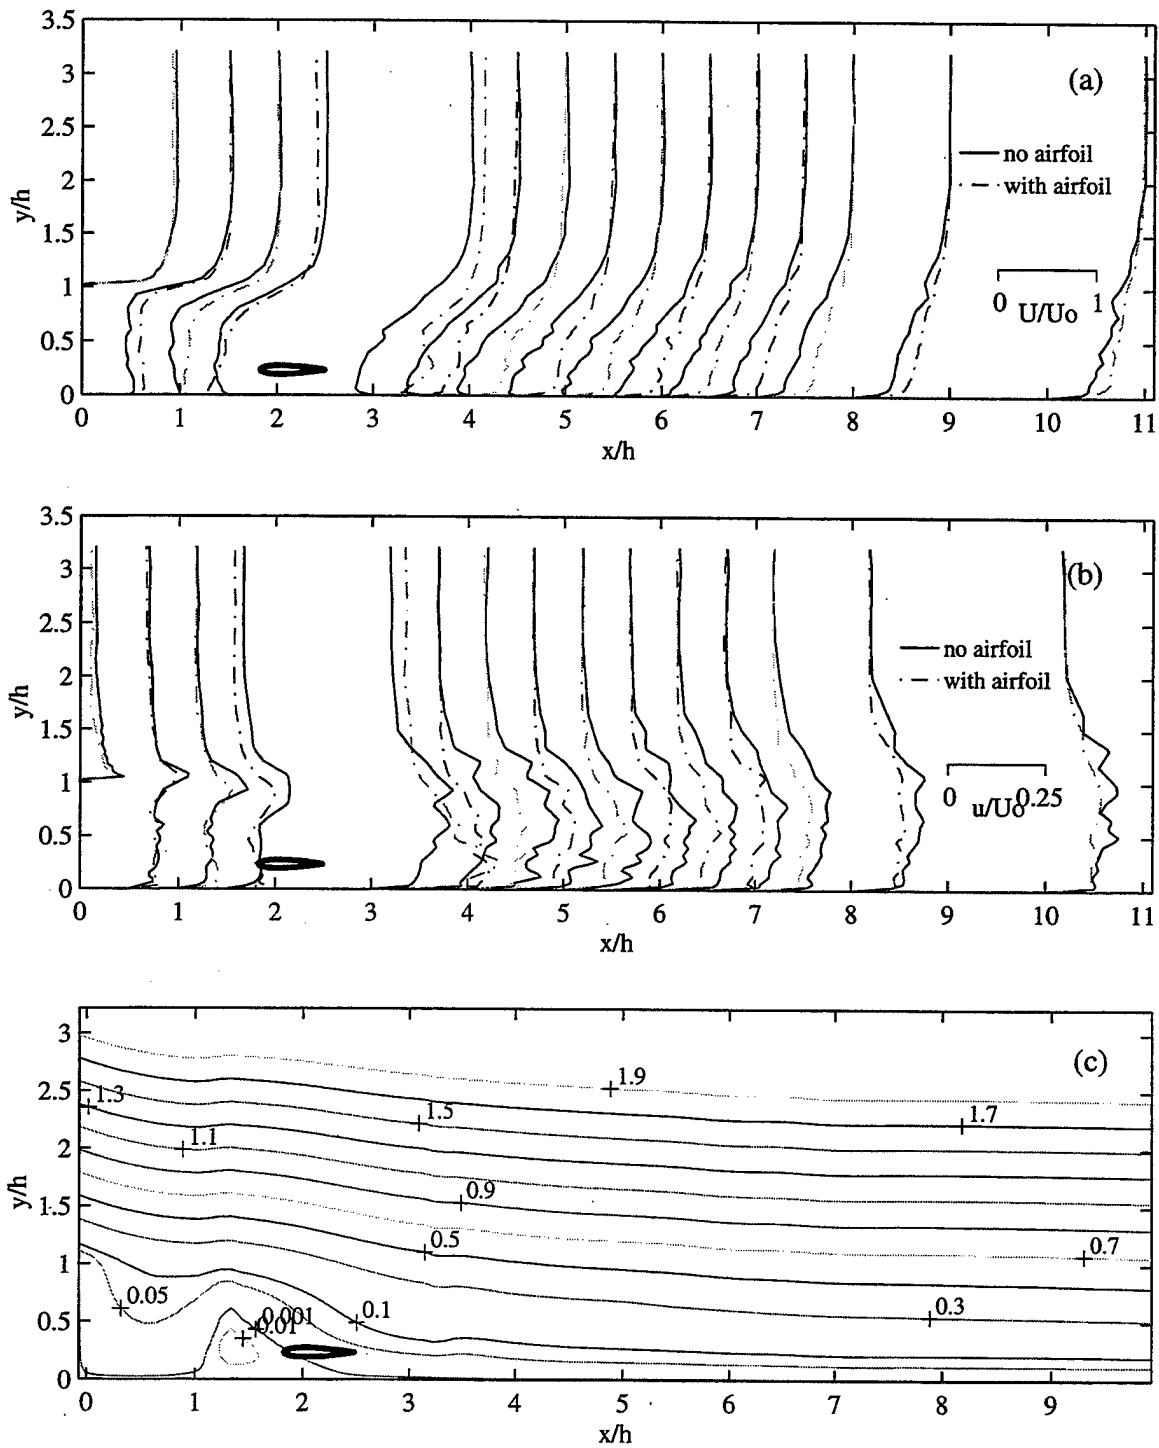 3.5
3
2.5
2
1.5
1
0.5
0
y/h
(a)
no airfoil
with airfoil
0 U/Uo 1
0 1 2 3 4 5 6 7 8 9 10 11
x/h
3.5
3
2.5
2
1.5
1
0.5
0
y/h
(b)
no airfoil
with airfoil
0 u/Uo 0.25
0 1 2 3 4 5 6 7 8 9 10 11
x/h
3
2.5
2
1.5
1
0.5
0
y/h
(c)
1.9
1.3
1.5
1.7
1.1
0.9
0.5
0.7
0.05
0.001
0.01
0.1
0.3
0 1 2 3 4 5 6 7 8 9
x/h